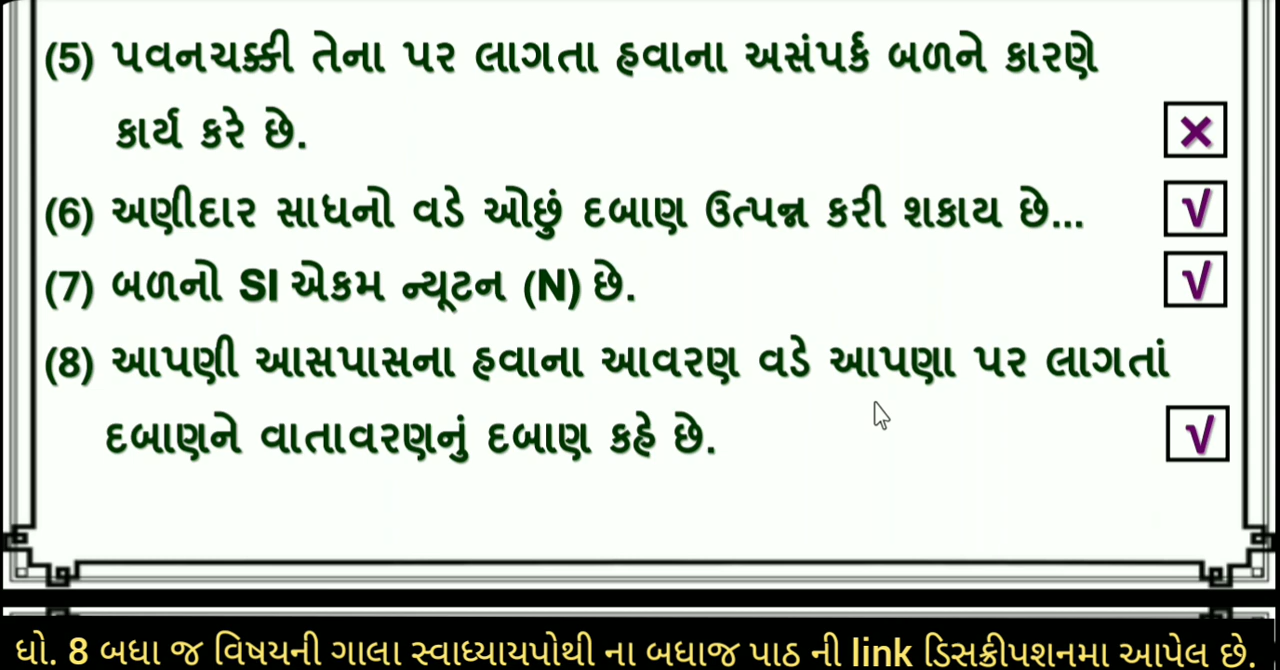 (5) પવનચક્કી તેના પર લાગતા હવાના અસંપર્ક બળને કારણે
કાર્ય કરે છે. ×
(6) અણીદાર સાધનો વડે ઓછું દબાણ ઉત્પન્ન કરી શકાય છે... √
(7) બળનો SI એકમ ન્યૂટન (N) છે. √
(8) આપણી આસપાસના હવાના આવરણ વડે આપણા પર લાગતાં
દબાણને વાતાવરણનું દબાણ કહે છે. √
ધો. 8 બધા જ વિષયની ગાલા સ્વાધ્યાયપોથી ના બધાજ પાઠ ની link ડિસક્રીપશનમા આપેલ છે.